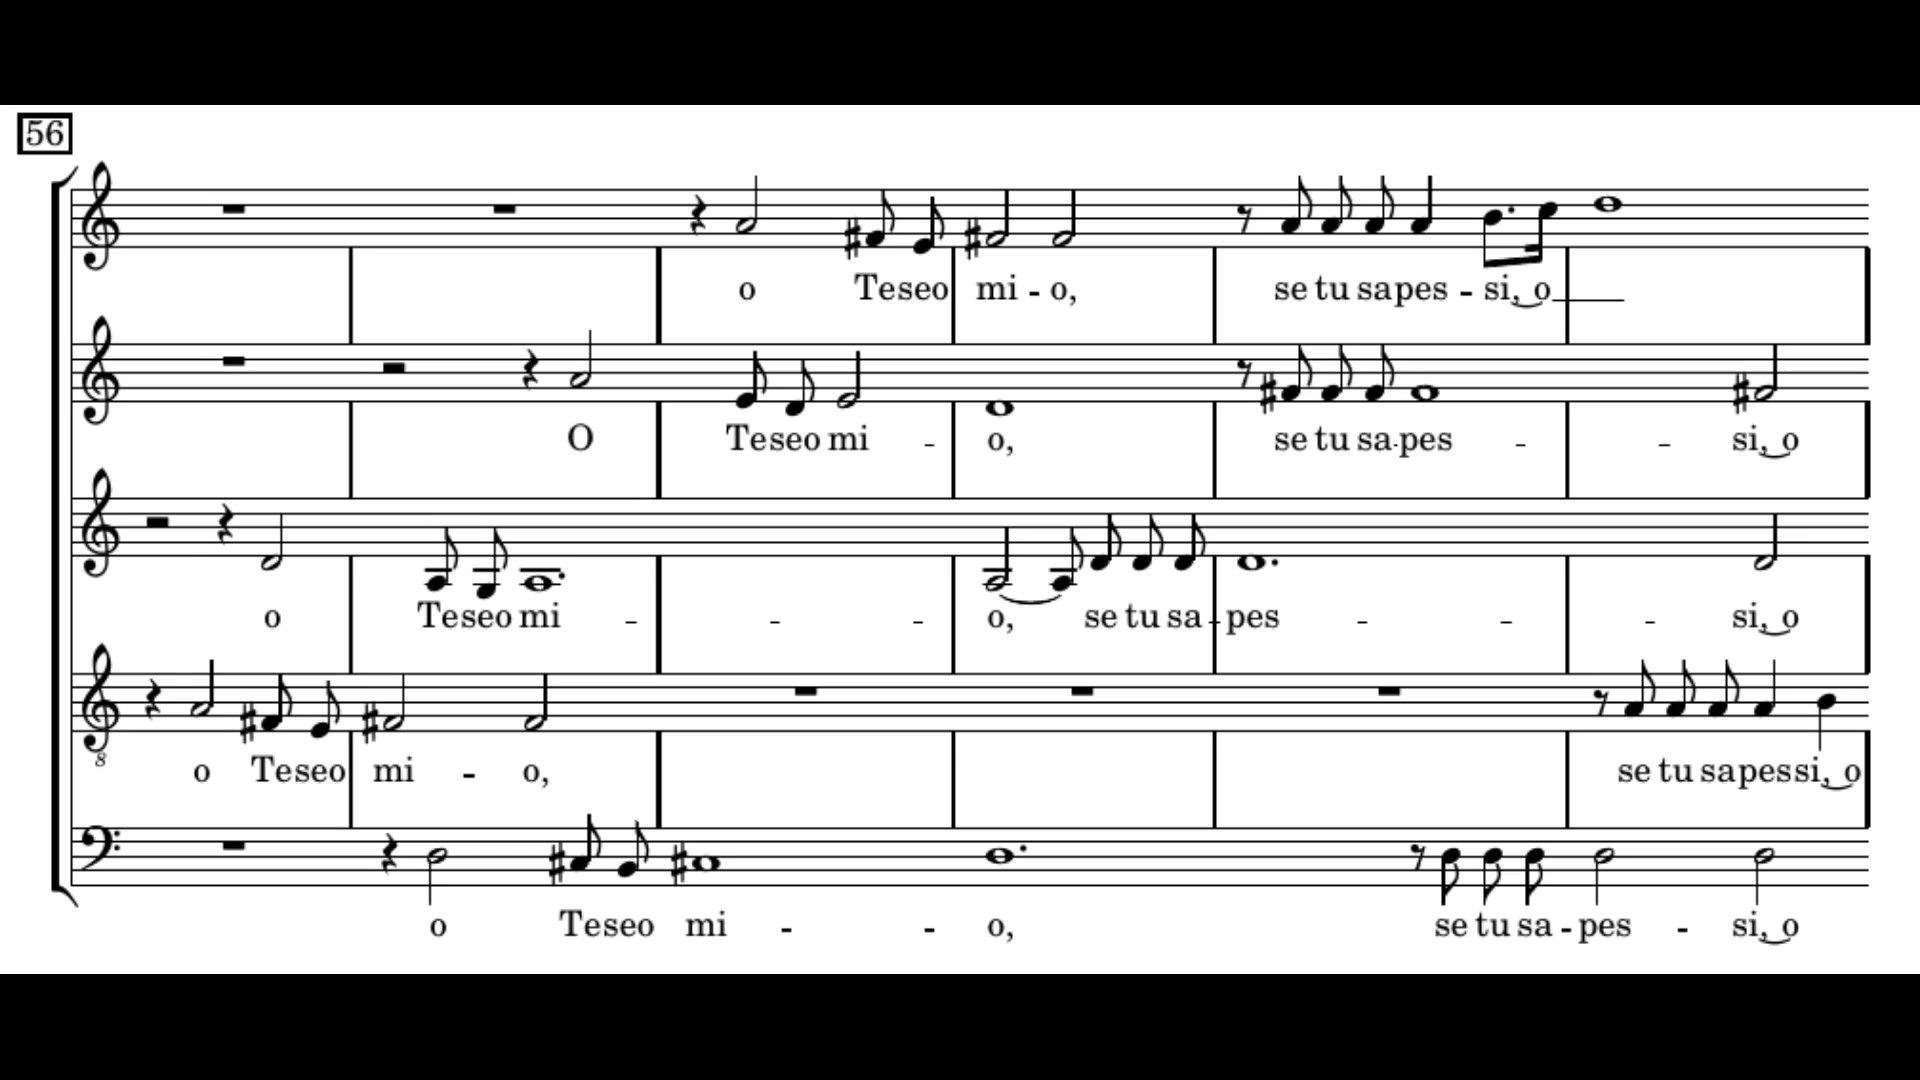 56
o Teseo mi - o, se tu sapes - si, o
O Teseo mi - o, se tu sa-pes - - si, o
o Teseo mi - - - o, se tu sa-pes - - - si, o
8
o Teseo mi - o, se tu sapessi, o
o Teseo mi - - o, se tu sa-pes - si, o